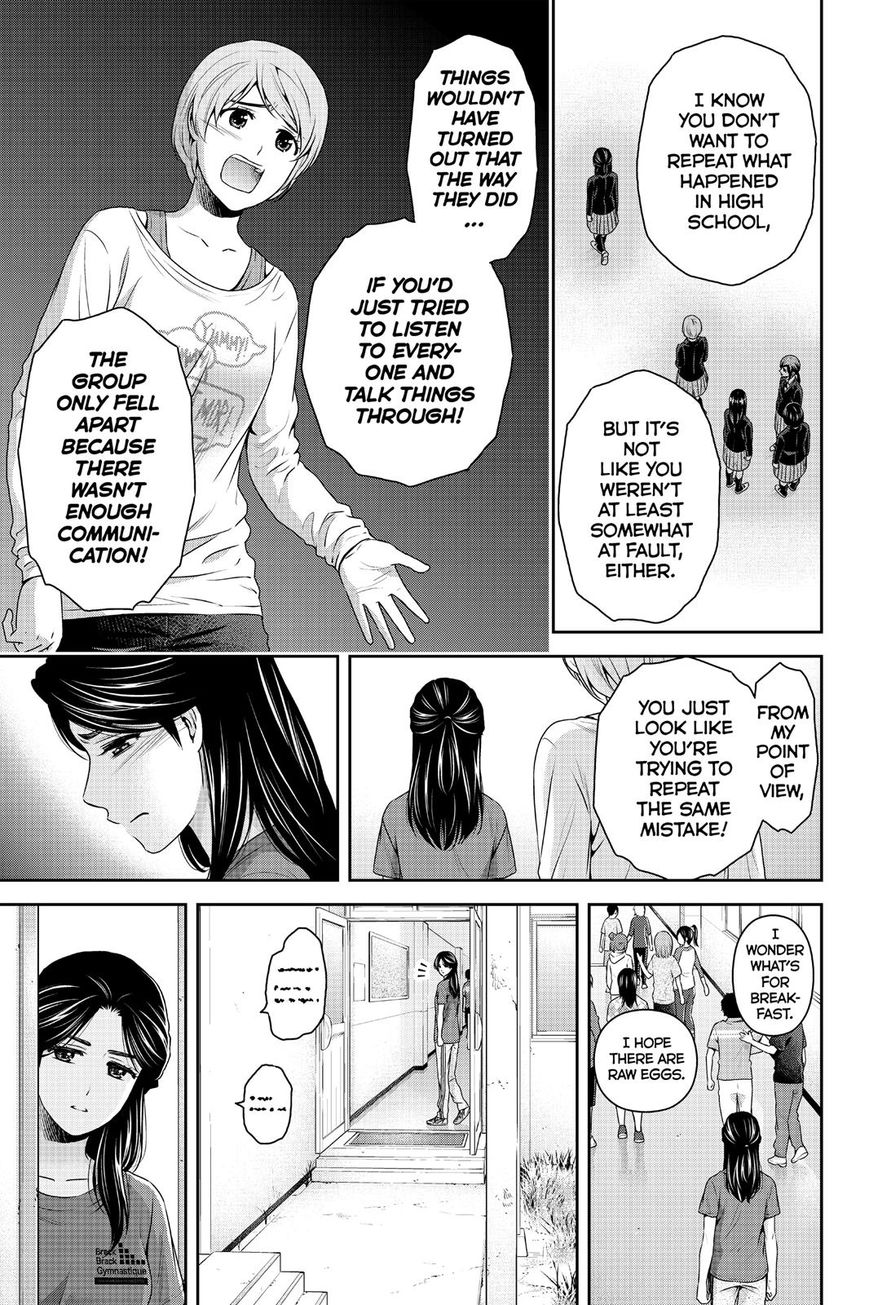 I KNOW
YOU DON'T
WANT TO
REPEAT WHAT
HAPPENED
IN HIGH
SCHOOL,
BUT IT'S
NOT
LIKE YOU
WEREN'T
AT LEAST
SOMEWHAT
AT FAULT,
EITHER.
THINGS
WOULDN'T
HAVE
TURNED
OUT THAT
THE WAY
THEY DID
...
IF YOU'D
JUST TRIED
TO LISTEN
TO EVERY-
ONE AND
TALK THINGS
THROUGH!
THE
GROUP
ONLY FELL
APART
BECAUSE
THERE
WASN'T
ENOUGH
COMMUNI-
CATION!
YUMMY!
FROM
MY
POINT
OF
VIEW,
YOU JUST
LOOK LIKE
YOU'RE
TRYING TO
REPEAT
THE SAME
MISTAKE!
I
WONDER
WHAT'S
FOR
BREAK-
FAST.
I HOPE
THERE ARE
RAW EGGS.
Brack
Brack
Gymnastique